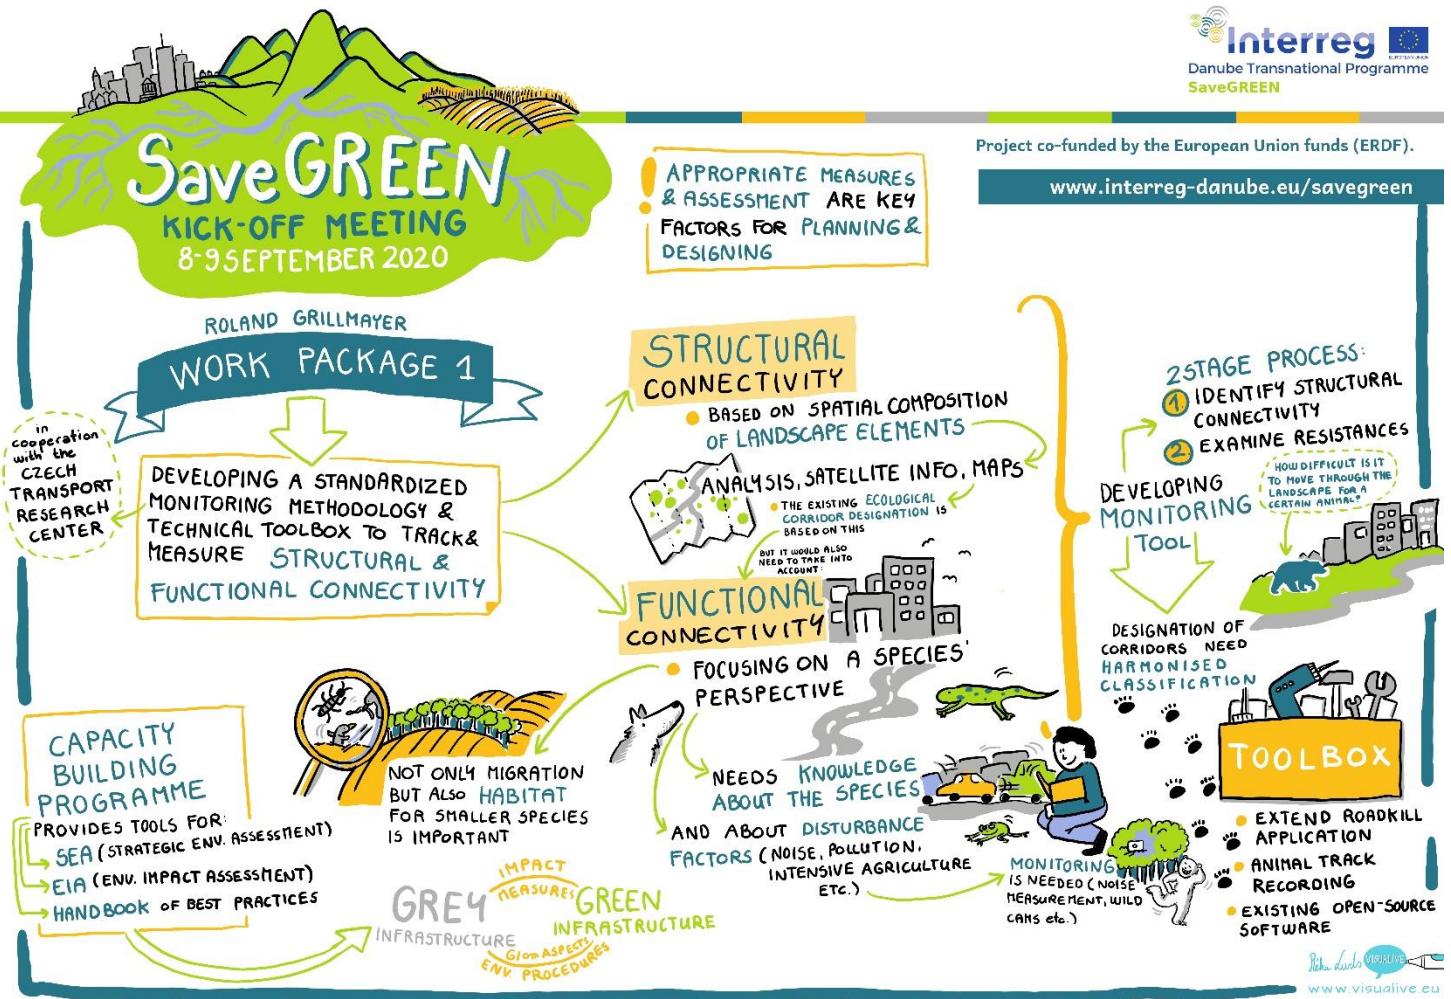 Interreg
EUROPEAN UNION
Danube Transnational Programme
SaveGREEN
Project co-funded by the European Union funds (ERDF).
www.interreg-danube.eu/savegreen
SaveGREEN
KICK-OFF MEETING
8-9 SEPTEMBER 2020
! APPROPRIATE MEASURES
& ASSESSMENT ARE KEY
FACTORS FOR PLANNING &
DESIGNING
ROLAND GRILLMAYER
WORK PACKAGE 1
in
cooperation
with the
CZECH
TRANSPORT
RESEARCH
CENTER
DEVELOPING A STANDARDIZED
MONITORING METHODOLOGY &
TECHNICAL TOOLBOX TO TRACK &
MEASURE STRUCTURAL &
FUNCTIONAL CONNECTIVITY
STRUCTURAL
CONNECTIVITY
BASED ON SPATIAL COMPOSITION
OF LANDSCAPE ELEMENTS
ANALYSIS, SATELLITE INFO, MAPS
THE EXISTING ECOLOGICAL
CORRIDOR DESIGNATION IS
BASED ON THIS
BUT IT WOULD ALSO
NEED TO TAKE INTO
ACCOUNT:
FUNCTIONAL
CONNECTIVITY
FOCUSING ON A SPECIES'
PERSPECTIVE
NOT ONLY MIGRATION
BUT ALSO HABITAT
FOR SMALLER SPECIES
IS IMPORTANT
NEEDS KNOWLEDGE
ABOUT THE SPECIES
AND ABOUT DISTURBANCE
FACTORS (NOISE, POLLUTION,
INTENSIVE AGRICULTURE
ETC.)
MONITORING
IS NEEDED (NOISE
MEASUREMENT, WILD
CAMS etc.)
2 STAGE PROCESS:
1. IDENTIFY STRUCTURAL
CONNECTIVITY
2. EXAMINE RESISTANCES
HOW DIFFICULT IS IT
TO MOVE THROUGH THE
LANDSCAPE FOR A
CERTAIN ANIMAL?
DEVELOPING
MONITORING
TOOL
DESIGNATION OF
CORRIDORS NEED
HARMONISED
CLASSIFICATION
TOOLBOX
EXTEND ROADKILL
APPLICATION
ANIMAL TRACK
RECORDING
EXISTING OPEN-SOURCE
SOFTWARE
CAPACITY
BUILDING
PROGRAMME
PROVIDES TOOLS FOR:
SEA (STRATEGIC ENV. ASSESSMENT)
EIA (ENV. IMPACT ASSESSMENT)
HANDBOOK OF BEST PRACTICES
GREY
INFRASTRUCTURE
IMPACT
MEASURES
GREEN
INFRASTRUCTURE
ASPECTS
ENV. PROCEDURES
VISUALIVE
www.visualive.eu